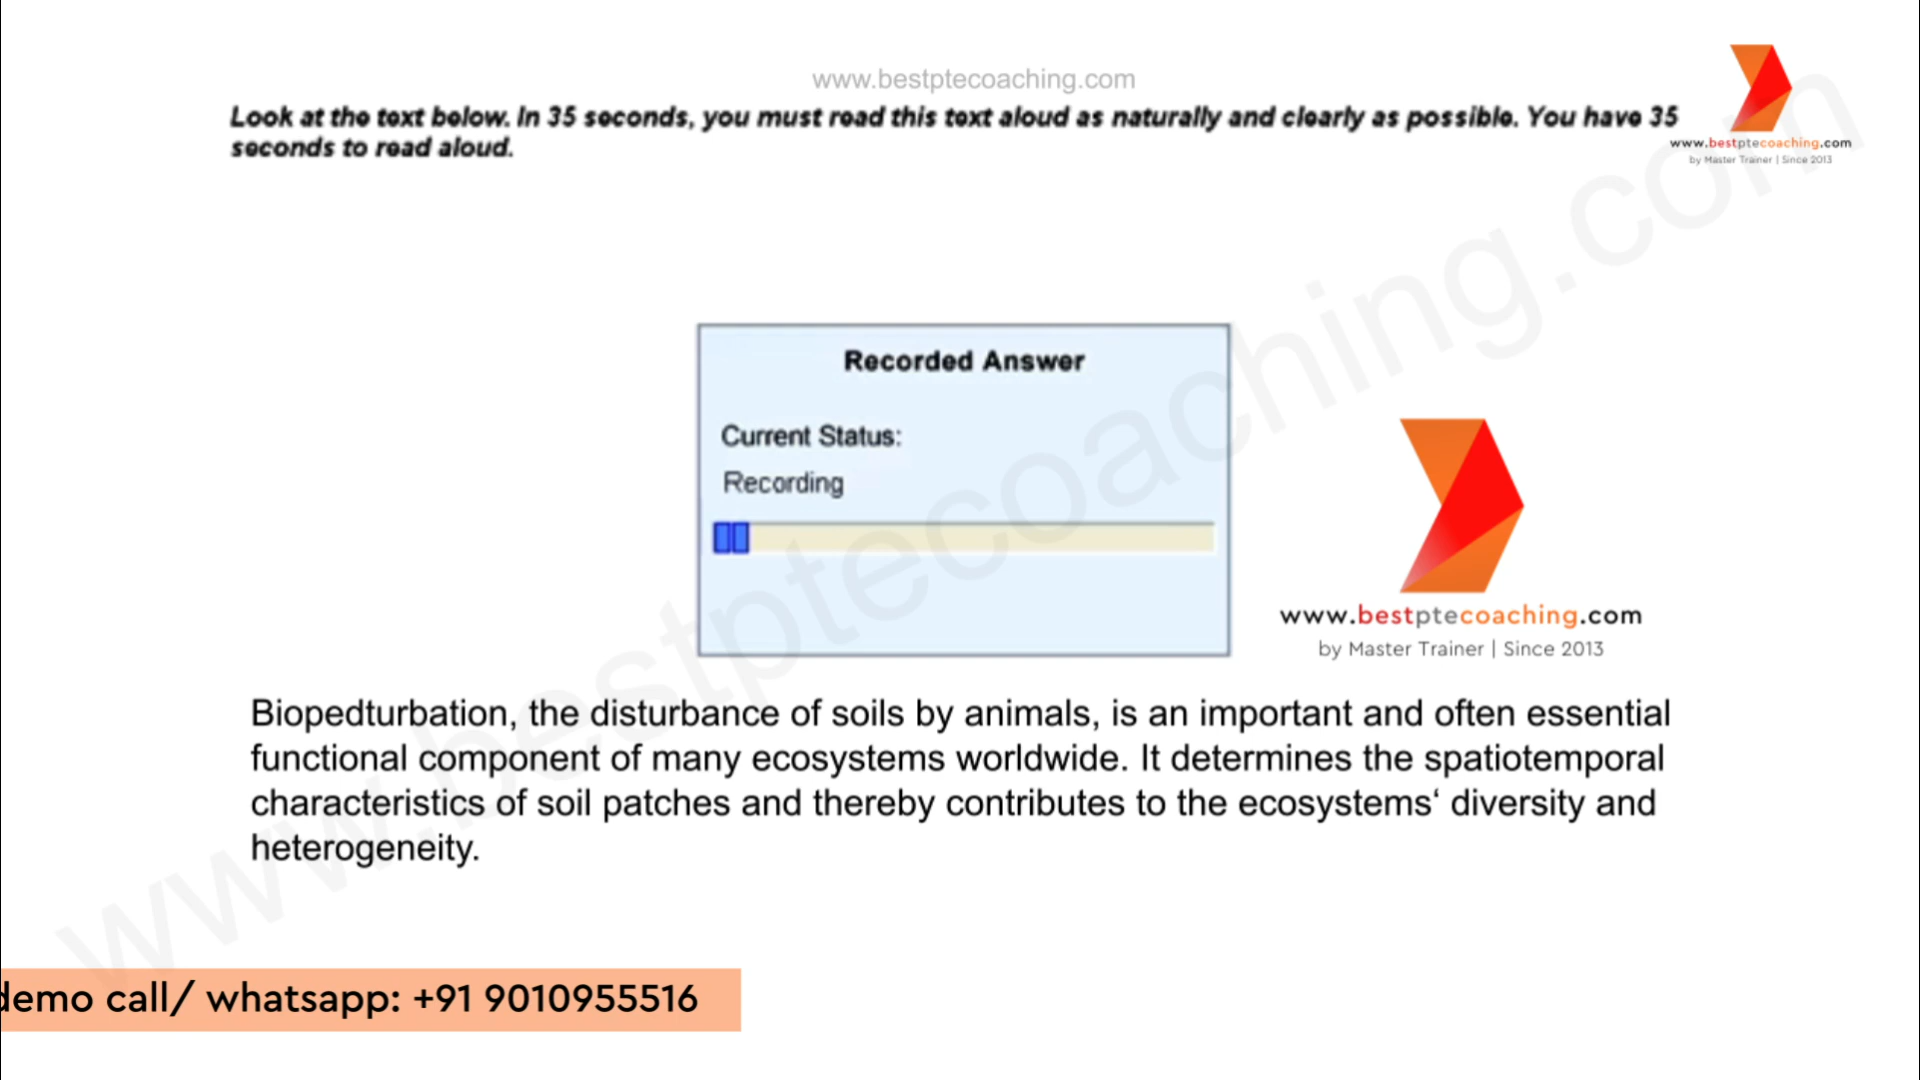 www.bestptecoaching.com
Look at the text below. In 35 seconds, you must read this text aloud as naturally and clearly as possible. You have 35
seconds to read aloud.
www.bestptecoaching.com
by Master Trainer | Since 2013
Recorded Answer
Current Status:
Recording
www.bestptecoaching.com
by Master Trainer | Since 2013
Biopedturbation, the disturbance of soils by animals, is an important and often essential
functional component of many ecosystems worldwide. It determines the spatiotemporal
characteristics of soil patches and thereby contributes to the ecosystems‘ diversity and
heterogeneity.
www.bestptecoaching.com
demo call/ whatsapp: +91 9010955516